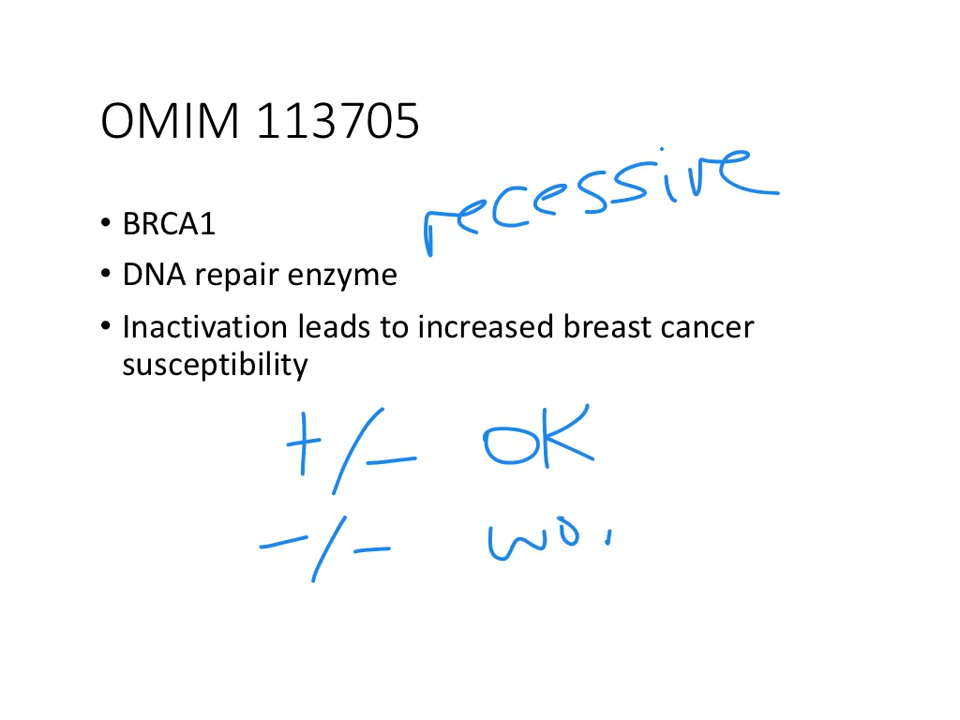 OMIM 113705
recessive
• BRCA1
• DNA repair enzyme
• Inactivation leads to increased breast cancer
susceptibility
+/- OK
-/-